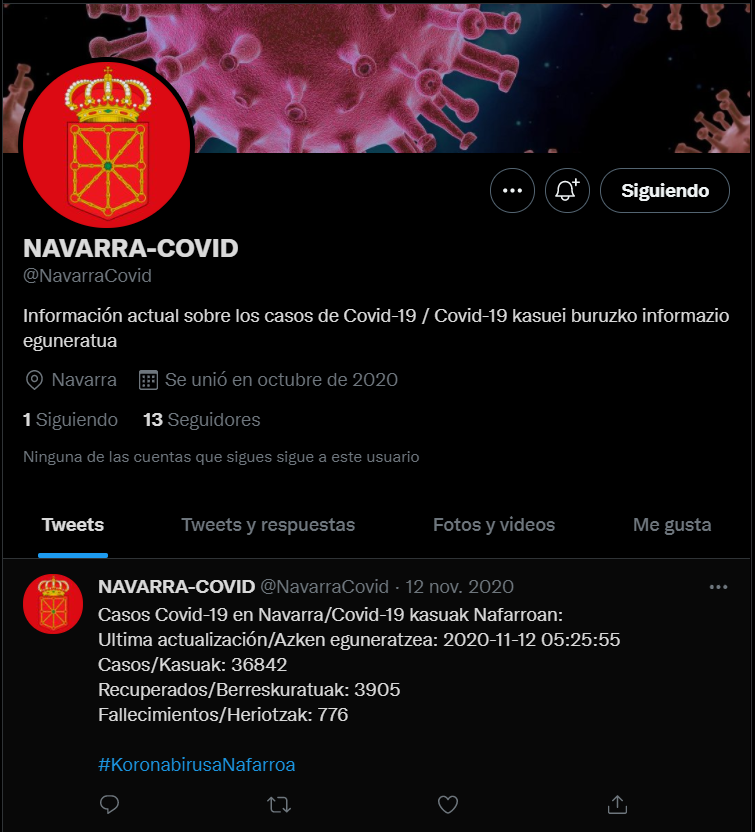 Siguiendo
NAVARRA-COVID
@NavarraCovid
Información actual sobre los casos de Covid-19 / Covid-19 kasuei buruzko informazio
eguneratua
Navarra Se unió en octubre de 2020
1 Siguiendo 13 Seguidores
Ninguna de las cuentas que sigues sigue a este usuario
Tweets Tweets y respuestas Fotos y videos Me gusta
NAVARRA-COVID @NavarraCovid · 12 nov. 2020
Casos Covid-19 en Navarra/Covid-19 kasuak Nafarroan:
Ultima actualización/Azken eguneratzea: 2020-11-12 05:25:55
Casos/Kasuak: 36842
Recuperados/Berreskuratuak: 3905
Fallecimientos/Heriotzak: 776
#KoronabirusaNafarroa